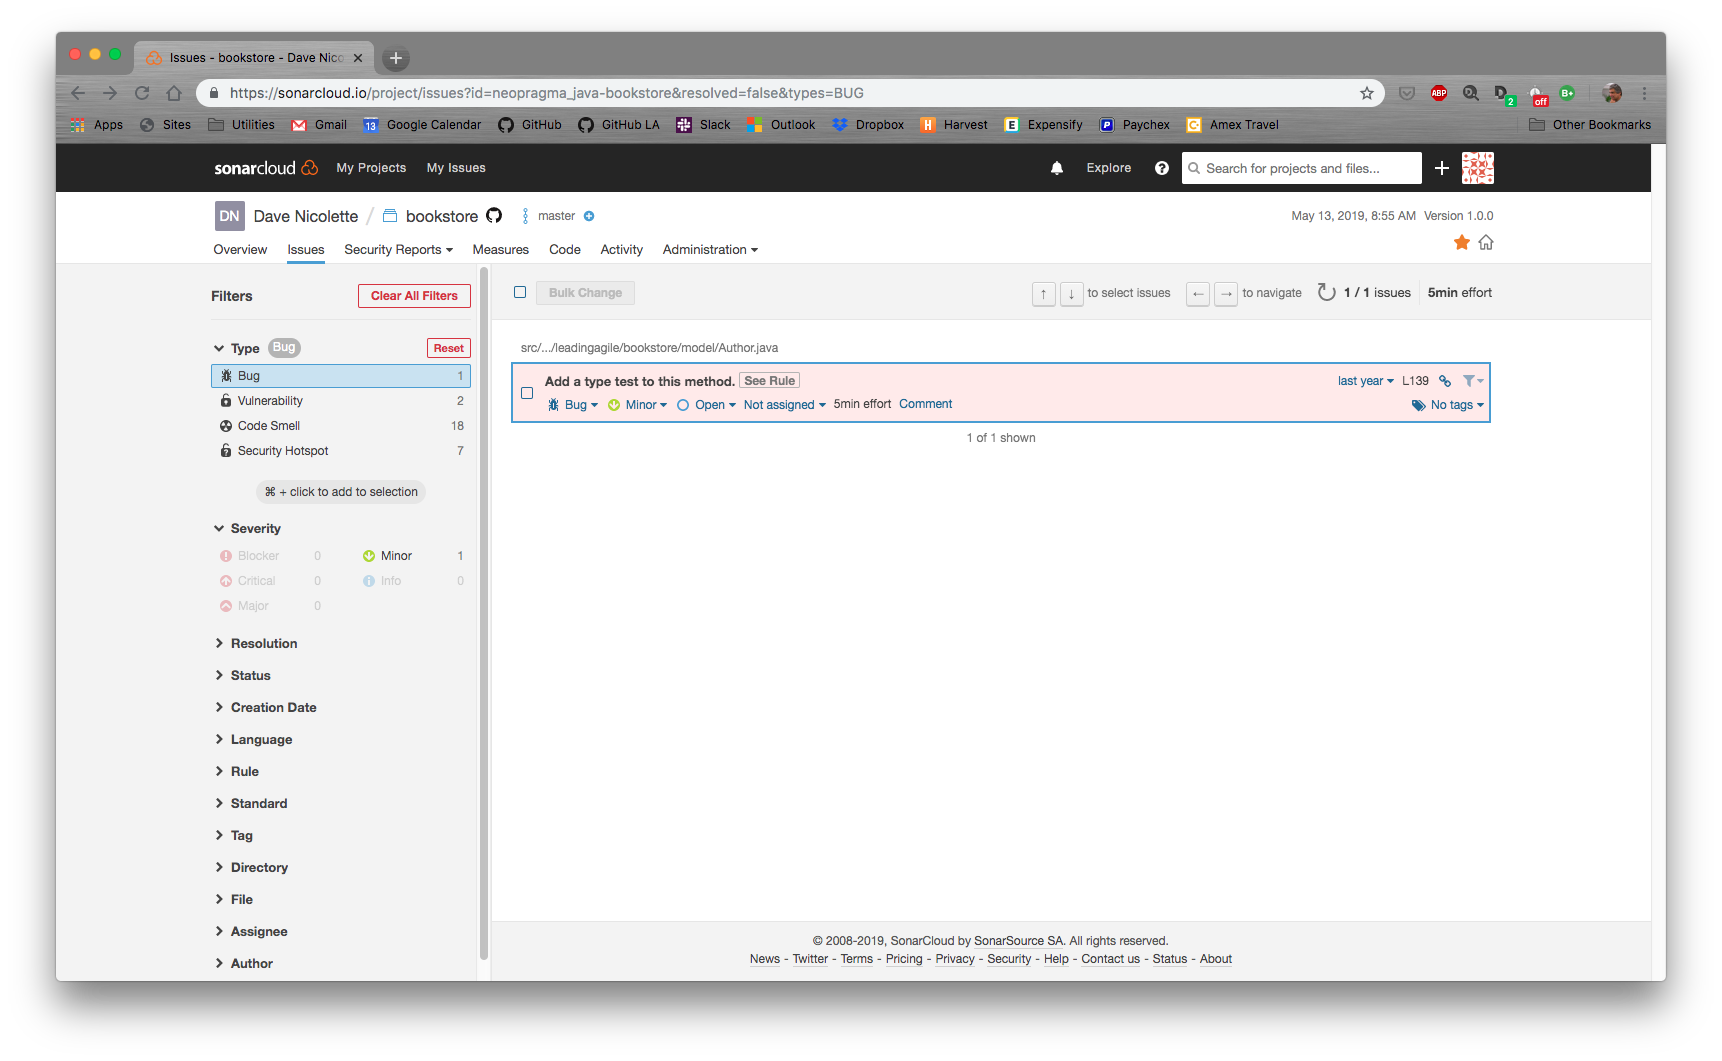 Issues - bookstore - Dave Nico
https://sonarcloud.io/project/issues?id=neopragma_java-bookstore&resolved=false&types=BUG
ABP 2 off B+
Apps Sites Utilities Gmail 13 Google Calendar GitHub GitHub LA Slack Outlook Dropbox H Harvest E Expensify P Paychex C Amex Travel Other Bookmarks
sonarcloud My Projects My Issues Explore ? Search for projects and files... +
DN Dave Nicolette / bookstore master May 13, 2019, 8:55 AM Version 1.0.0
Overview Issues Security Reports Measures Code Activity Administration
Filters Clear All Filters
Bulk Change ↑ ↓ to select issues ← → to navigate 1 / 1 issues 5min effort
Type Bug Reset
Bug 1
Vulnerability 2
Code Smell 18
Security Hotspot 7
⌘ + click to add to selection
Severity
Blocker 0 Minor 1
Critical 0 Info 0
Major 0
Resolution
Status
Creation Date
Language
Rule
Standard
Tag
Directory
File
Assignee
Author
src/.../leadingagile/bookstore/model/Author.java
Add a type test to this method. See Rule last year L139
Bug Minor Open Not assigned 5min effort Comment No tags
1 of 1 shown
© 2008-2019, SonarCloud by SonarSource SA. All rights reserved.
News - Twitter - Terms - Pricing - Privacy - Security - Help - Contact us - Status - About